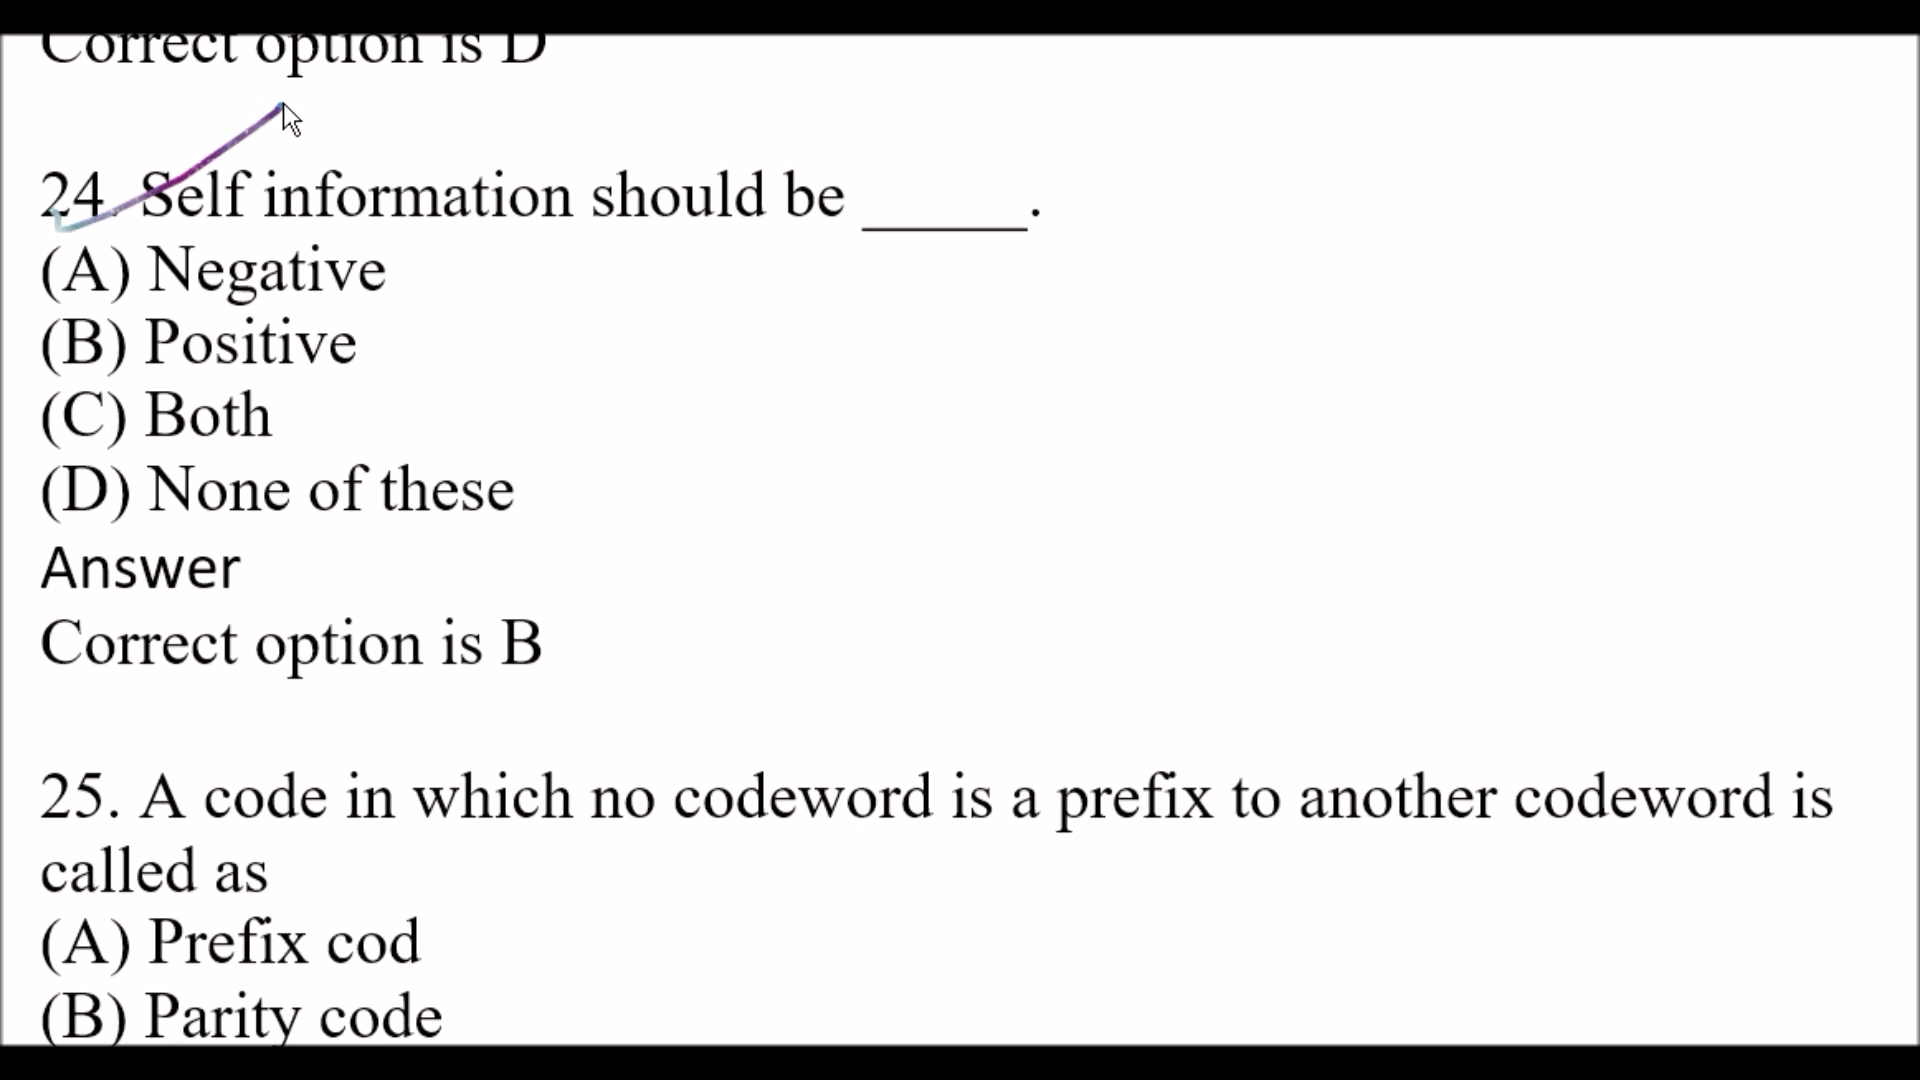 Correct option is D
24. Self information should be _____.
(A) Negative
(B) Positive
(C) Both
(D) None of these
Answer
Correct option is B
25. A code in which no codeword is a prefix to another codeword is
called as
(A) Prefix cod
(B) Parity code